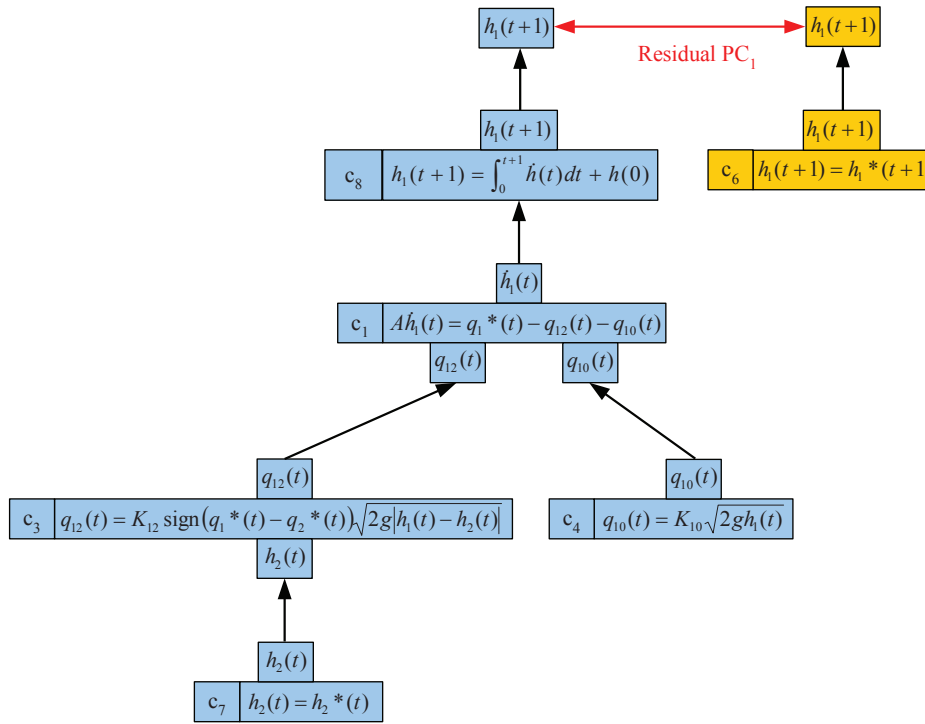 h₁(t+1) h₁(t+1)
Residual PC₁
h₁(t+1) h₁(t+1)
c₈ h₁(t+1) = ∫₀ᵗ⁺¹ ḣ(t)dt + h(0) c₆ h₁(t+1) = h₁*(t+1
ḣ₁(t)
c₁ Aḣ₁(t) = q₁*(t) − q₁₂(t) − q₁₀(t)
q₁₂(t) q₁₀(t)
q₁₂(t) q₁₀(t)
c₃ q₁₂(t) = K₁₂ sign(q₁*(t) − q₂*(t))√(2g|h₁(t) − h₂(t)|) c₄ q₁₀(t) = K₁₀√(2gh₁(t))
h₂(t)
h₂(t)
c₇ h₂(t) = h₂*(t)